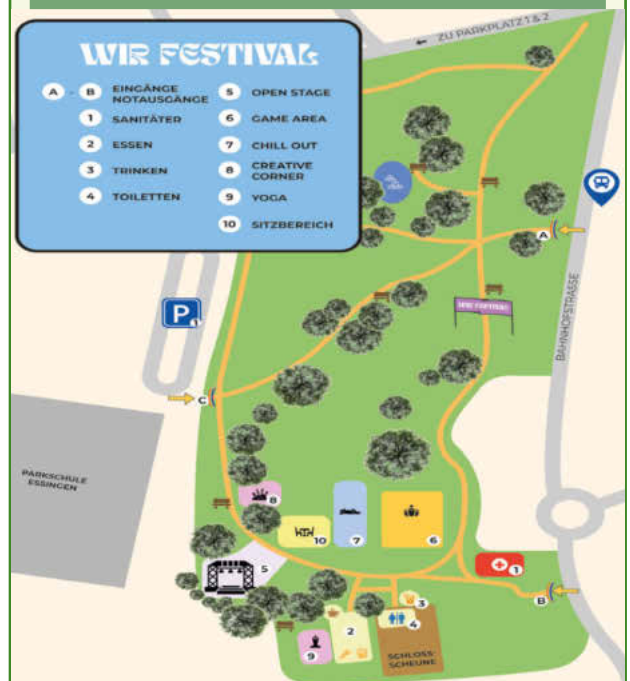 WIR FESTIVAL
A - B EINGÄNGE
NOTAUSGÄNGE
1 SANITÄTER
2 ESSEN
3 TRINKEN
4 TOILETTEN
5 OPEN STAGE
6 GAME AREA
7 CHILL OUT
8 CREATIVE
CORNER
9 YOGA
10 SITZBEREICH
← ZU PARKPLATZ 1 & 2
A
BAHNHOFSTRASSE
WIR FESTIVAL
P
C
PARKSCHULE
ESSINGEN
8
10
7
6
5
1
B
3
4
2
9
SCHLOSS
SCHEUNE